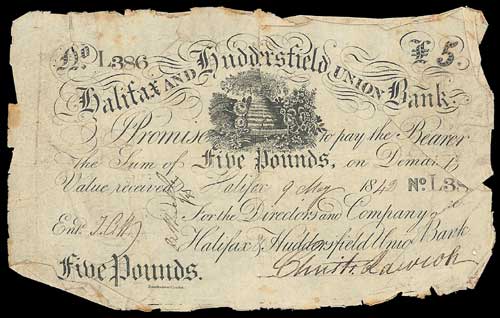 No. L386 £5
Halifax AND Huddersfield UNION Bank.
I Promise to pay the Bearer
the Sum of Five Pounds, on Demand
Value received Halifax 9 May 184 No. L38
For the Directors and Company of the
Halifax & Huddersfield Union Bank
Entd.
Five Pounds.